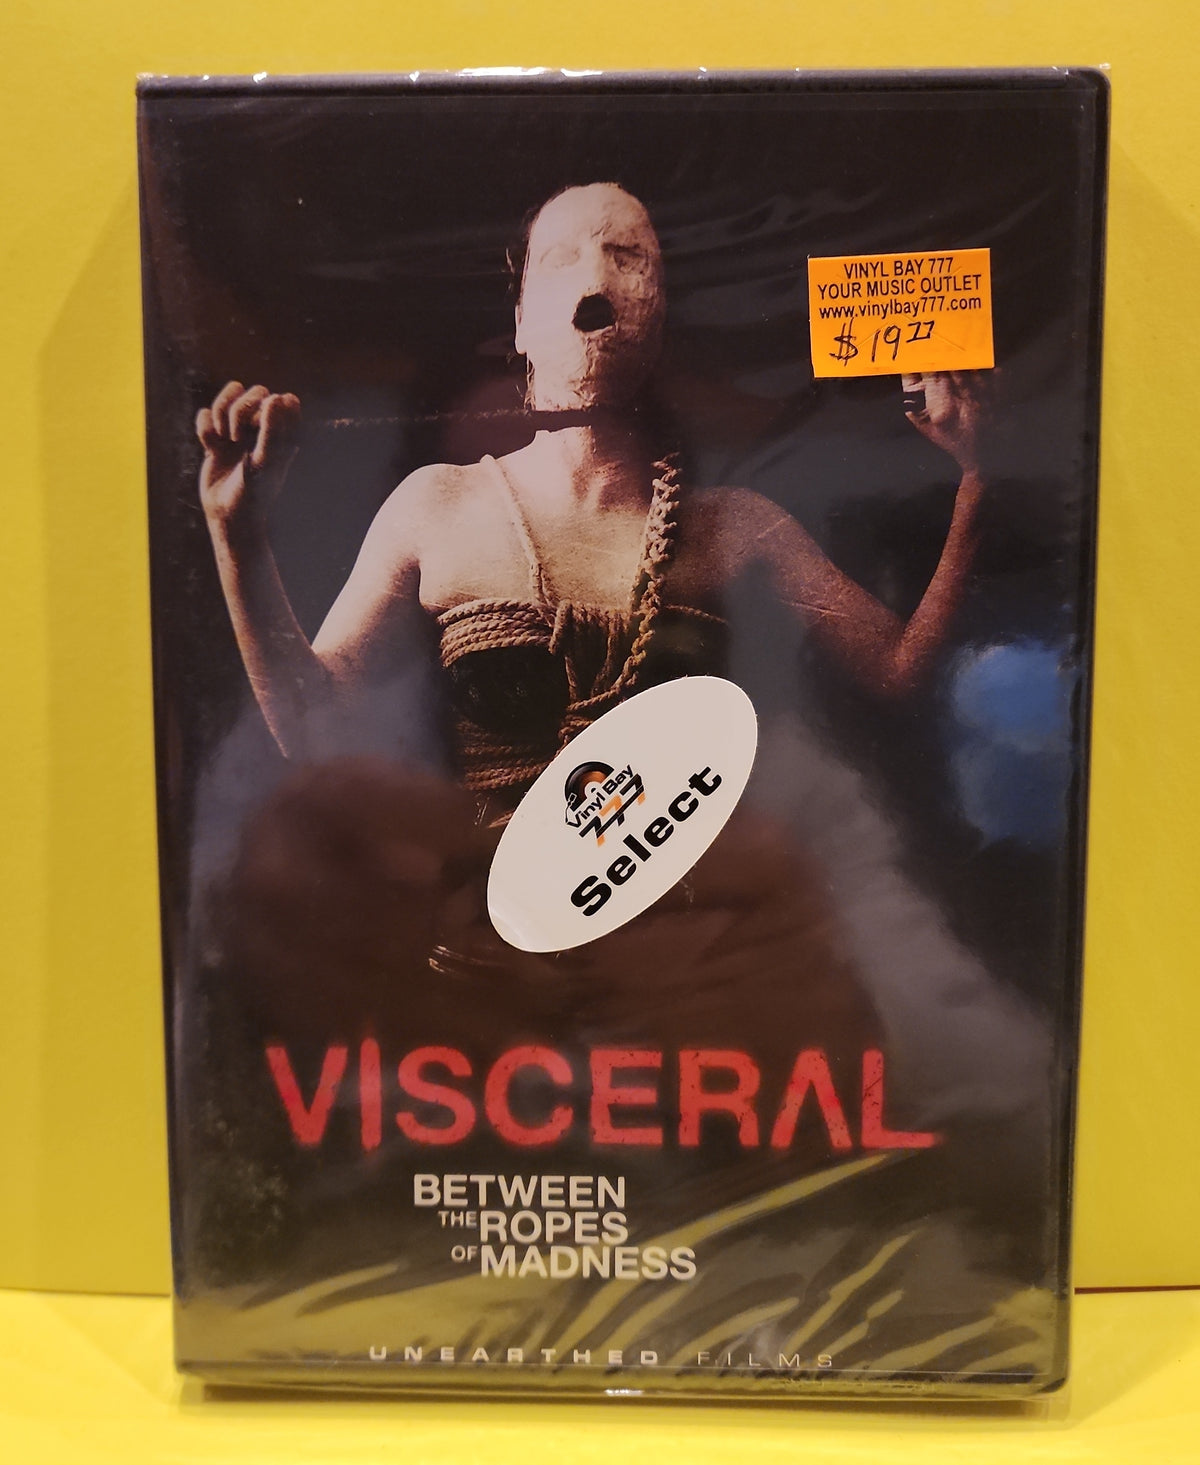 VINYL BAY 777
YOUR MUSIC OUTLET
www.vinylbay777.com
$ 19 77
Vinyl Bay
777
Select
VISCERAL
BETWEEN
THE ROPES
OF MADNESS
UNEARTHED FILMS